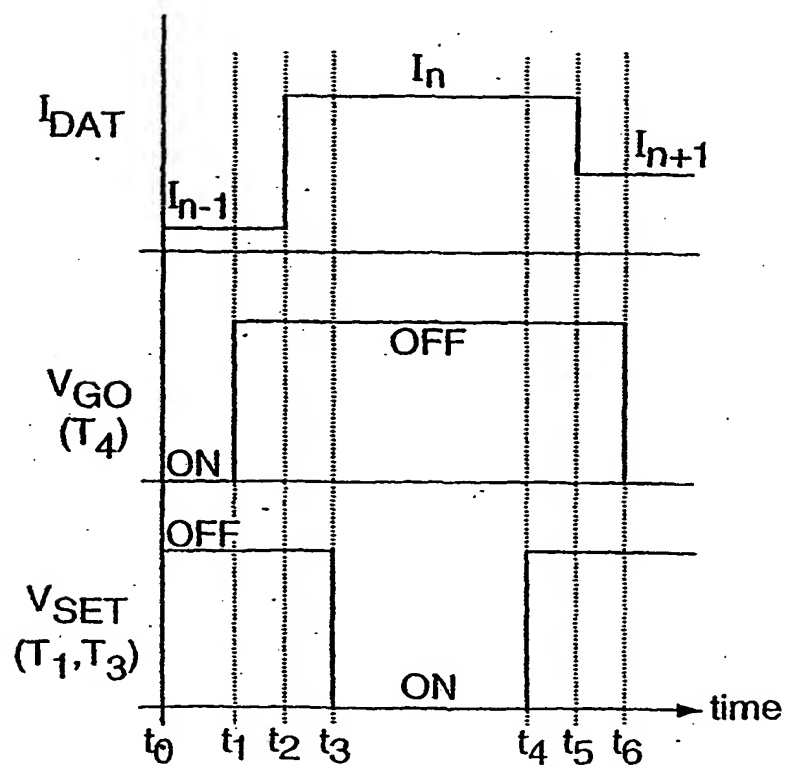 I_DAT
I_n-1
I_n
I_n+1
V_GO
(T_4)
ON
OFF
V_SET
(T_1,T_3)
OFF
ON
time
t_0 t_1 t_2 t_3 t_4 t_5 t_6